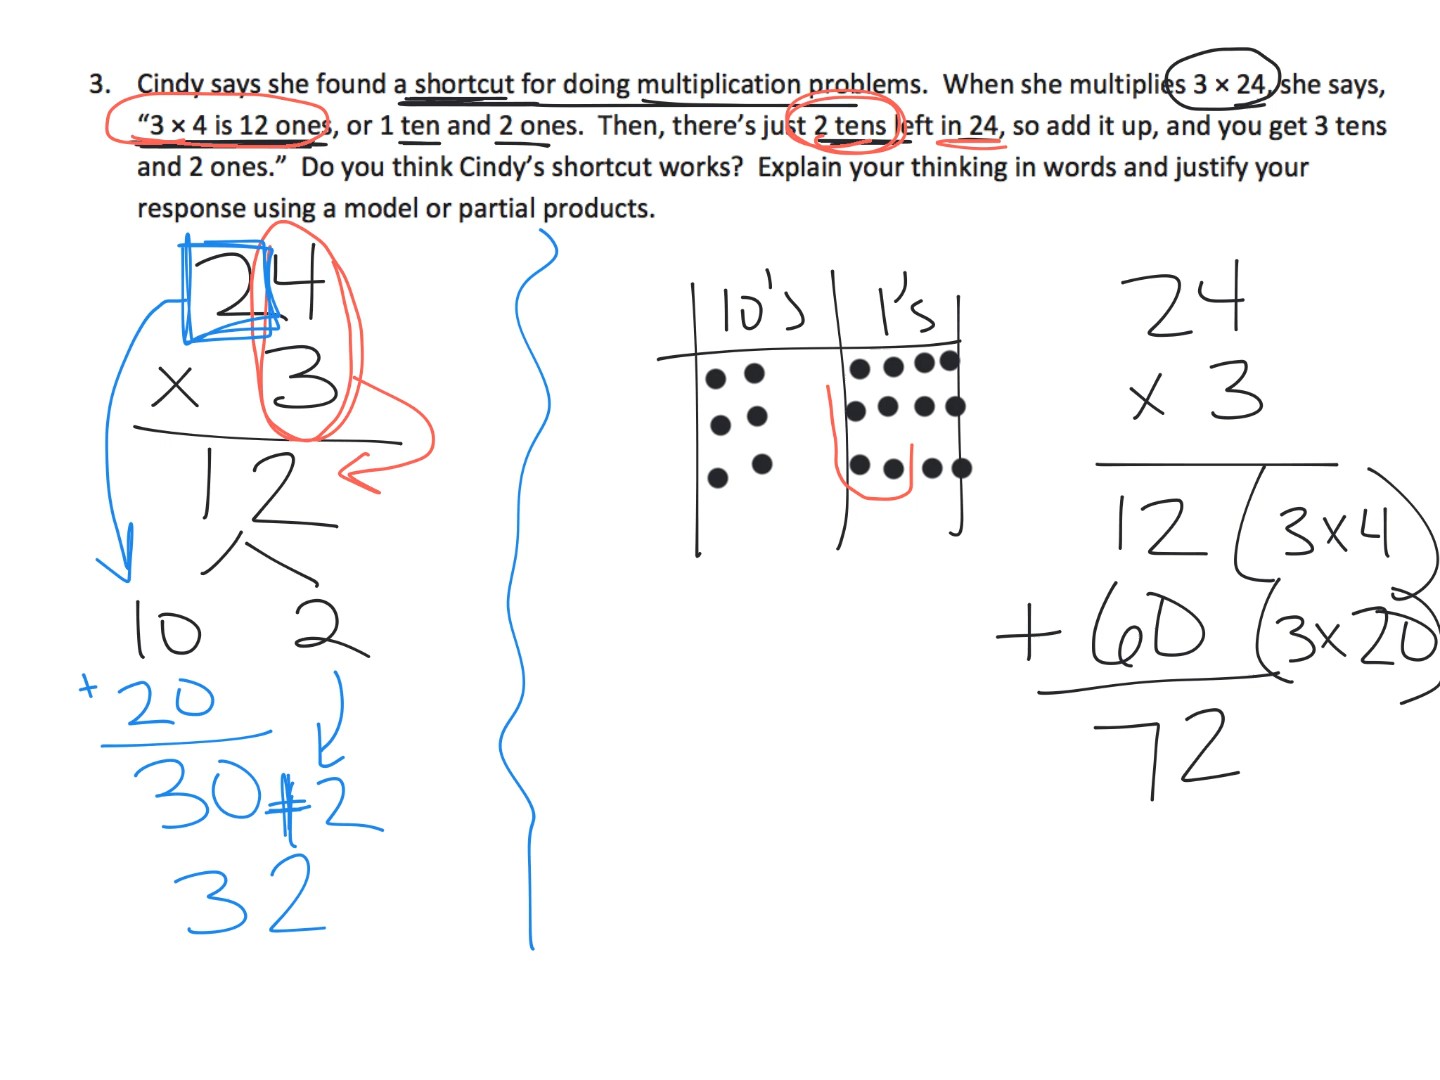 3. Cindy says she found a shortcut for doing multiplication problems. When she multiplies 3 × 24, she says,
“3 × 4 is 12 ones, or 1 ten and 2 ones. Then, there’s just 2 tens left in 24, so add it up, and you get 3 tens
and 2 ones.” Do you think Cindy’s shortcut works? Explain your thinking in words and justify your
response using a model or partial products.
24
x 3
12
10 2
+ 20
30 + 2
32
10's 1's
24
x 3
12 (3x4)
+ 60 (3x20)
72